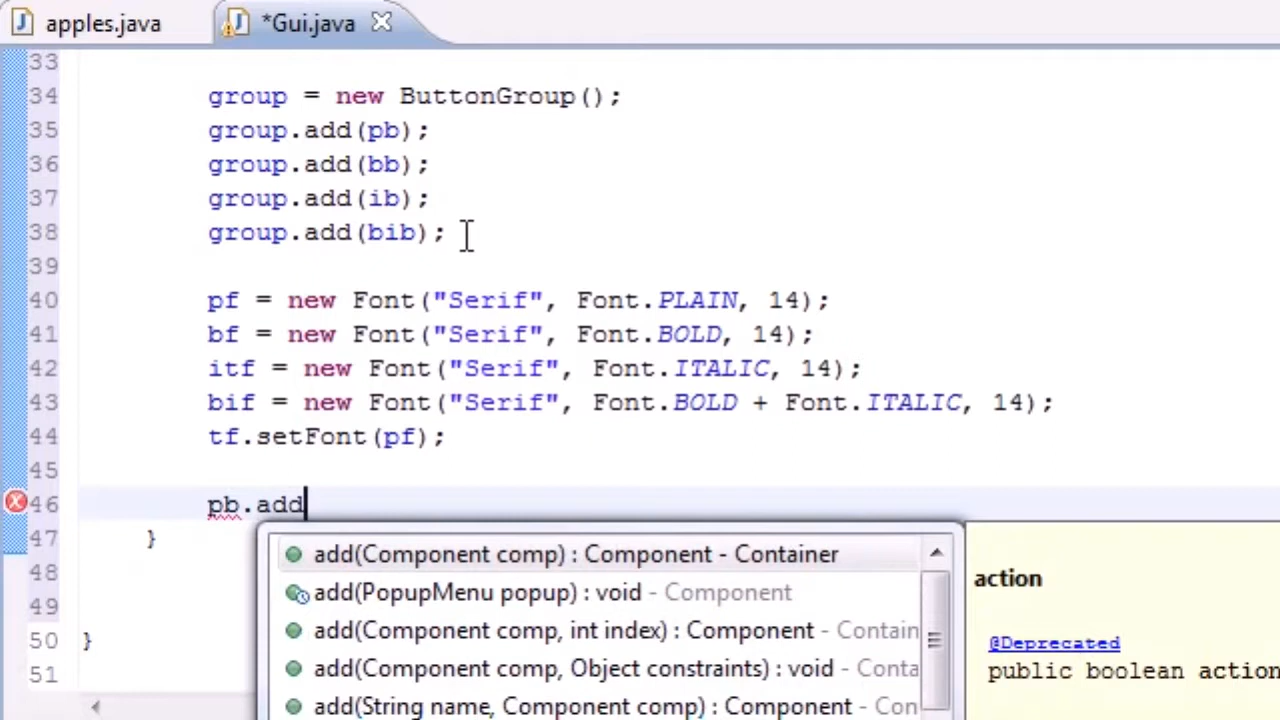 apples.java *Gui.java
33
34 group = new ButtonGroup();
35 group.add(pb);
36 group.add(bb);
37 group.add(ib);
38 group.add(bib);
39
40 pf = new Font("Serif", Font.PLAIN, 14);
41 bf = new Font("Serif", Font.BOLD, 14);
42 itf = new Font("Serif", Font.ITALIC, 14);
43 bif = new Font("Serif", Font.BOLD + Font.ITALIC, 14);
44 tf.setFont(pf);
45
46 pb.add
47 }
48
49
50 }
51
add(Component comp) : Component - Container
add(PopupMenu popup) : void - Component
add(Component comp, int index) : Component - Contain
add(Component comp, Object constraints) : void - Conta
add(String name, Component comp) : Component - Con
action
@Deprecated
public boolean action